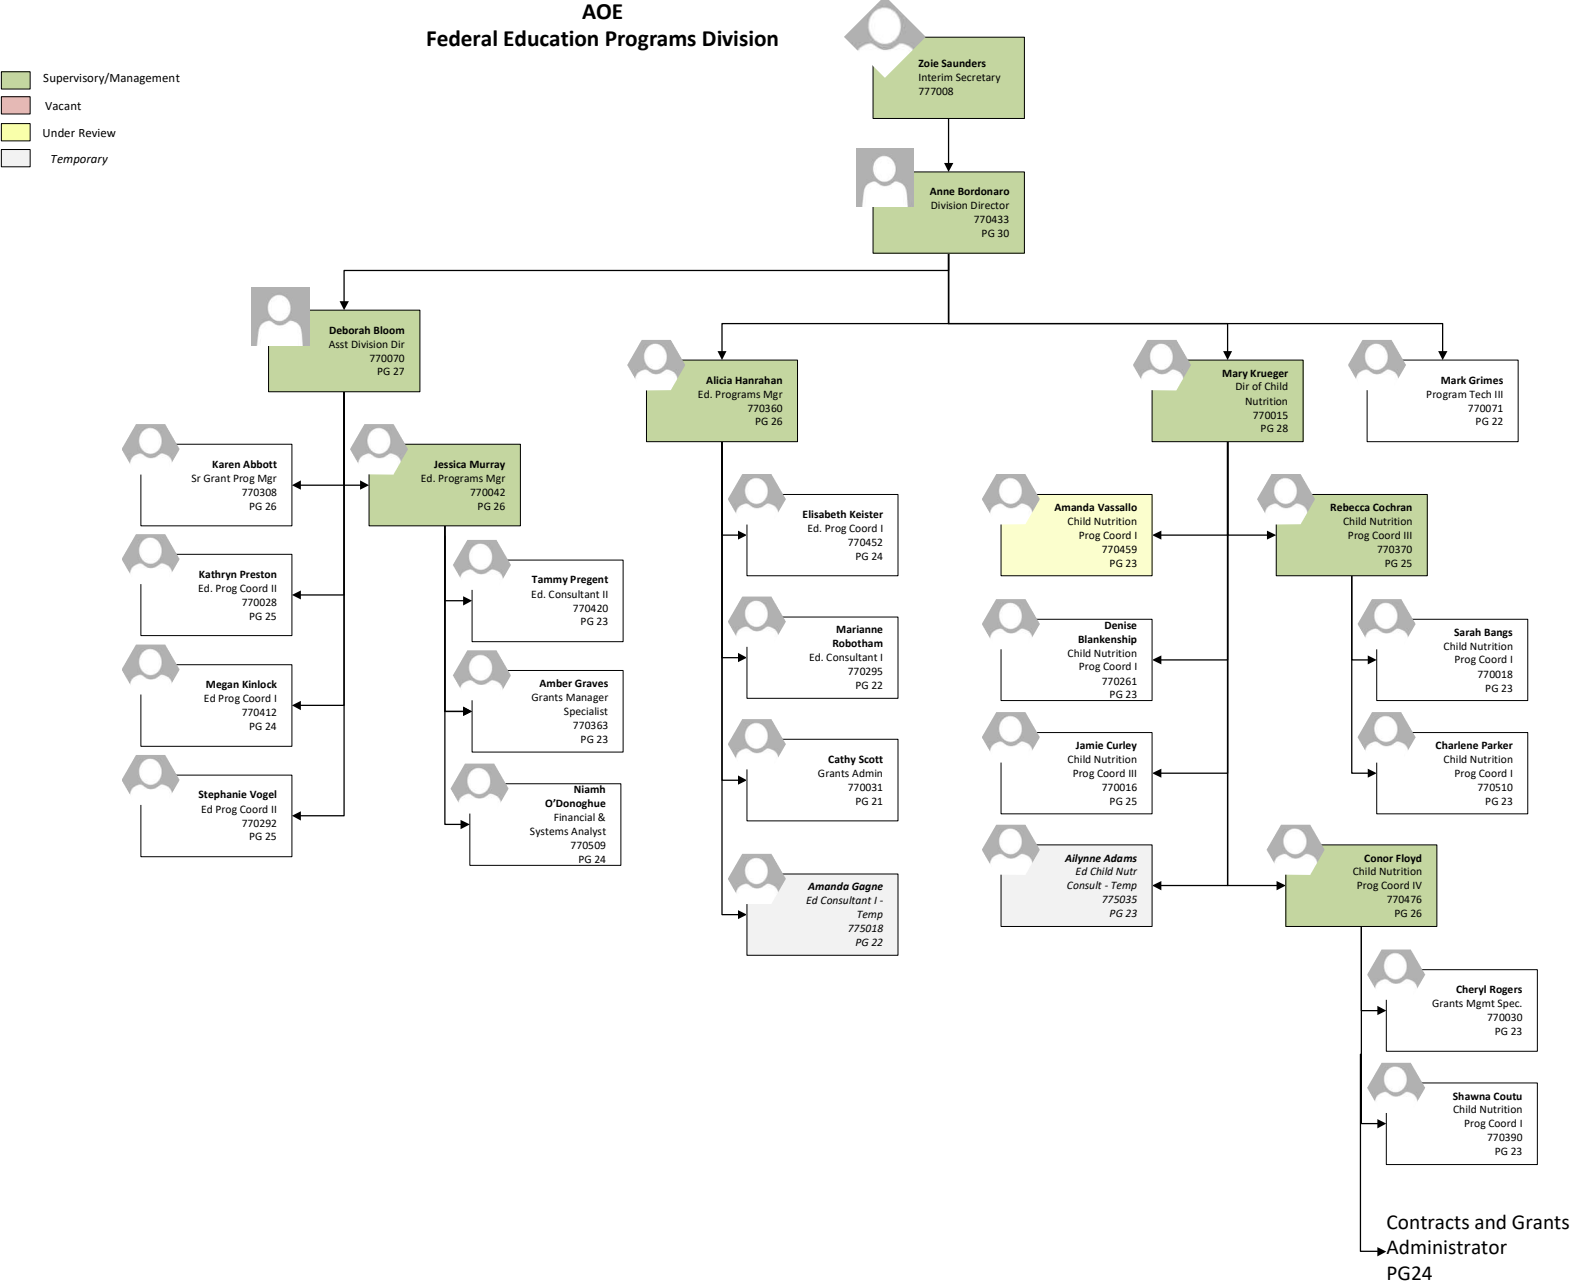 AOE
Federal Education Programs Division
Supervisory/Management
Vacant
Under Review
Temporary
Zoie Saunders
Interim Secretary
777008
Anne Bordonaro
Division Director
770433
PG 30
Deborah Bloom
Asst Division Dir
770070
PG 27
Alicia Hanrahan
Ed. Programs Mgr
770360
PG 26
Mary Krueger
Dir of Child
Nutrition
770015
PG 28
Mark Grimes
Program Tech III
770071
PG 22
Karen Abbott
Sr Grant Prog Mgr
770308
PG 26
Jessica Murray
Ed. Programs Mgr
770042
PG 26
Kathryn Preston
Ed. Prog Coord II
770028
PG 25
Megan Kinlock
Ed Prog Coord I
770412
PG 24
Stephanie Vogel
Ed Prog Coord II
770292
PG 25
Tammy Pregent
Ed. Consultant II
770420
PG 23
Amber Graves
Grants Manager
Specialist
770363
PG 23
Niamh
O'Donoghue
Financial &
Systems Analyst
770509
PG 24
Elisabeth Keister
Ed. Prog Coord I
770452
PG 24
Marianne
Robotham
Ed. Consultant I
770295
PG 22
Cathy Scott
Grants Admin
770031
PG 21
Amanda Gagne
Ed Consultant I -
Temp
775018
PG 22
Amanda Vassallo
Child Nutrition
Prog Coord I
770459
PG 23
Denise
Blankenship
Child Nutrition
Prog Coord I
770261
PG 23
Jamie Curley
Child Nutrition
Prog Coord III
770016
PG 25
Ailynne Adams
Ed Child Nutr
Consult - Temp
775035
PG 23
Rebecca Cochran
Child Nutrition
Prog Coord III
770370
PG 25
Sarah Bangs
Child Nutrition
Prog Coord I
770018
PG 23
Charlene Parker
Child Nutrition
Prog Coord I
770510
PG 23
Conor Floyd
Child Nutrition
Prog Coord IV
770476
PG 26
Cheryl Rogers
Grants Mgmt Spec.
770030
PG 23
Shawna Coutu
Child Nutrition
Prog Coord I
770390
PG 23
Contracts and Grants
Administrator
PG24